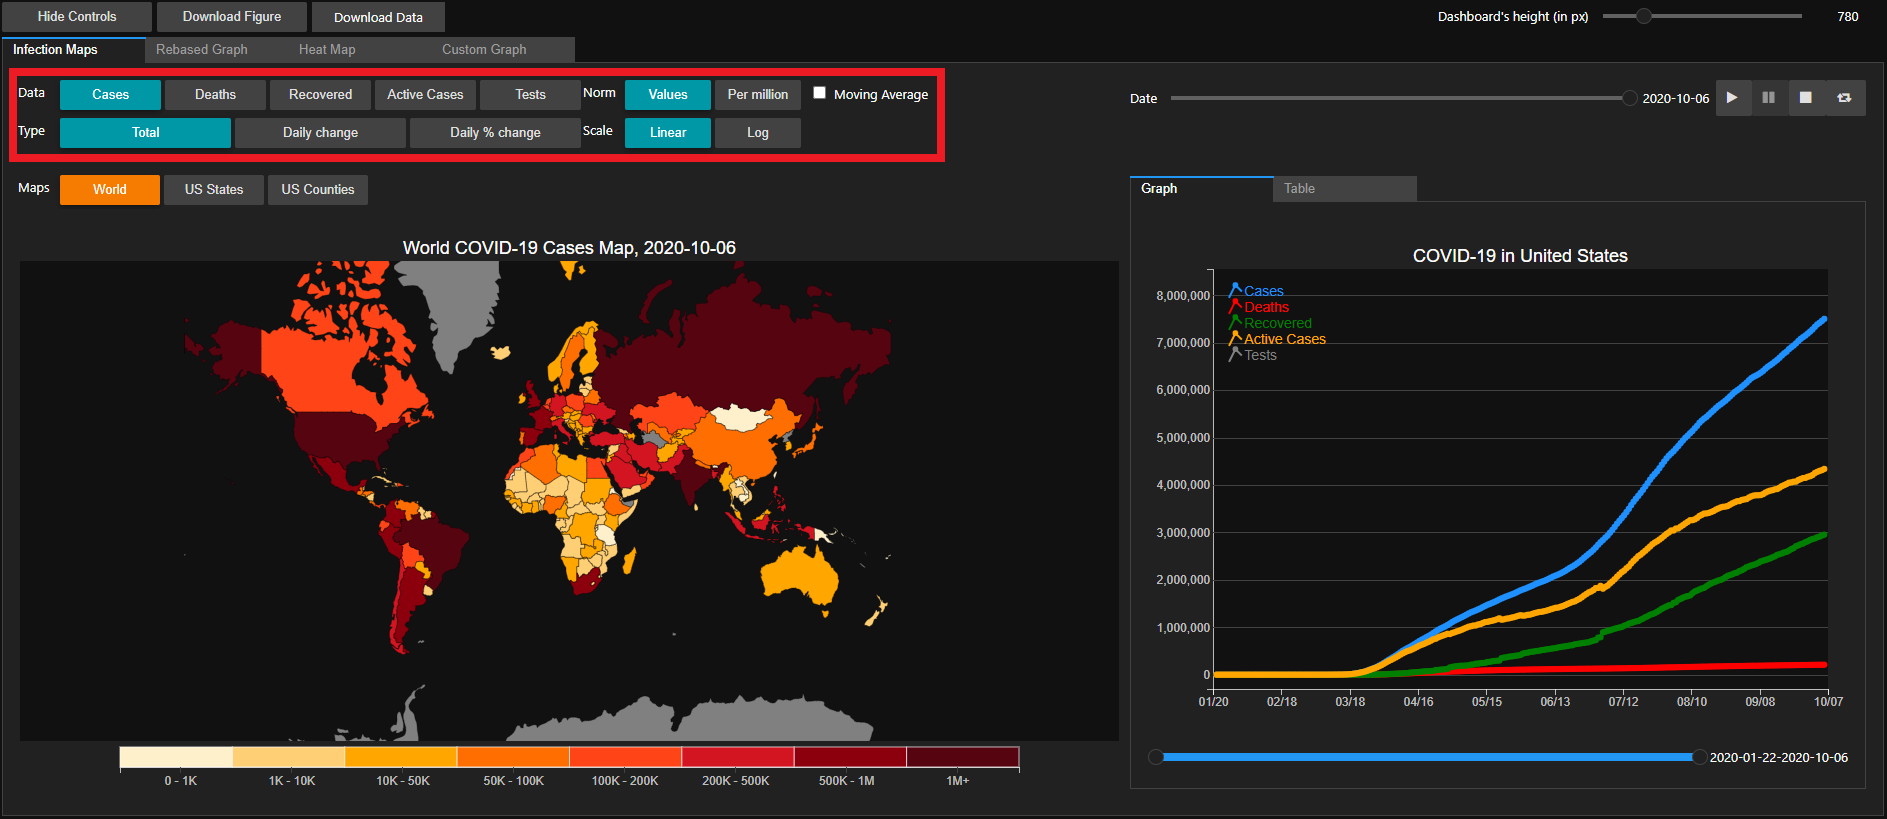 Hide Controls Download Figure Download Data Dashboard's height (in px) 780
Infection Maps Rebased Graph Heat Map Custom Graph
Data Cases Deaths Recovered Active Cases Tests Norm Values Per million Moving Average
Date 2020-10-06
Type Total Daily change Daily % change Scale Linear Log
Maps World US States US Counties
Graph Table
World COVID-19 Cases Map, 2020-10-06
0 - 1K 1K - 10K 10K - 50K 50K - 100K 100K - 200K 200K - 500K 500K - 1M 1M+
COVID-19 in United States
Cases
Deaths
Recovered
Active Cases
Tests
8,000,000
7,000,000
6,000,000
5,000,000
4,000,000
3,000,000
2,000,000
1,000,000
0
01/20 02/18 03/18 04/16 05/15 06/13 07/12 08/10 09/08 10/07
2020-01-22-2020-10-06